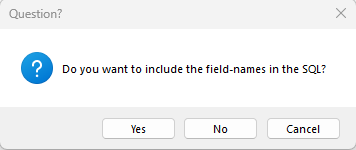 Question?
Do you want to include the field-names in the SQL?
Yes
No
Cancel